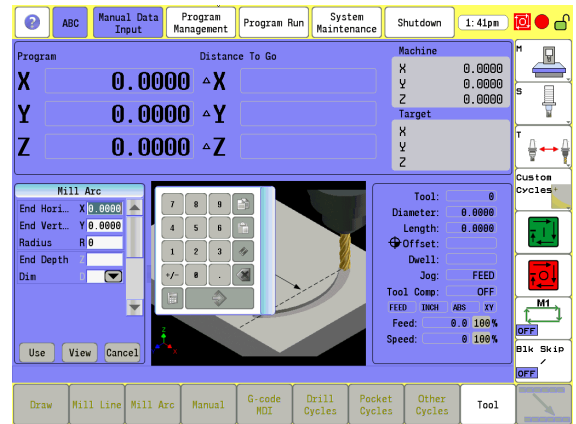 ?
ABC
Manual Data
Input
Program
Management
Program Run
System
Maintenance
Shutdown
1:41pm
Program
Distance To Go
Machine
X 0.0000 △X
Y 0.0000 △Y
Z 0.0000 △Z
X 0.0000
Y 0.0000
Z 0.0000
Target
X
Y
Z
M
S
T
Custom
Cycles
M1
OFF
Blk Skip
/
OFF
Mill Arc
End Hori... X 0.0000
End Vert... Y 0.0000
Radius R 0
End Depth Z
Dim D
Use View Cancel
7 8 9
4 5 6
1 2 3
+/- 0 .
Z
X
Tool: 0
Diameter: 0.0000
Length: 0.0000
Offset:
Dwell:
Jog: FEED
Tool Comp: OFF
FEED INCH ABS XY
Feed: 0.0 100%
Speed: 0 100%
Draw
Mill Line
Mill Arc
Manual
G-code
MDI
Drill
Cycles
Pocket
Cycles
Other
Cycles
Tool